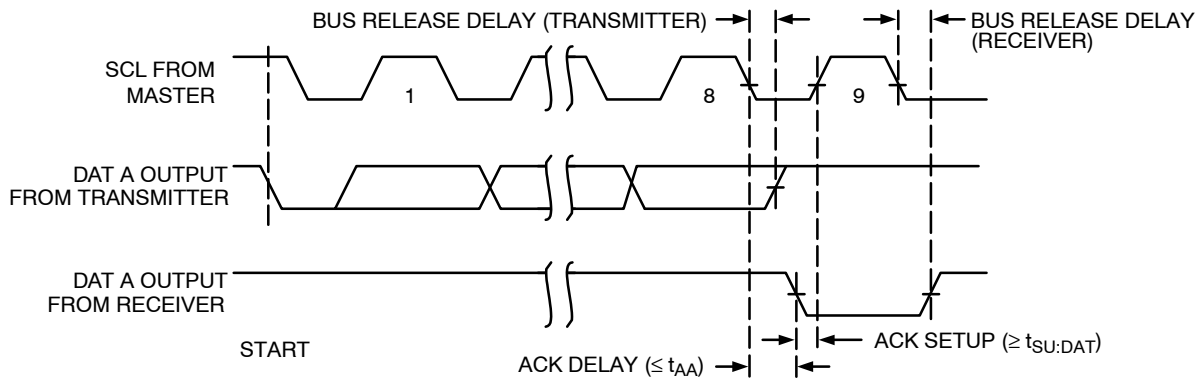 BUS RELEASE DELAY (TRANSMITTER)
BUS RELEASE DELAY
(RECEIVER)
SCL FROM
MASTER
1
8
9
DAT A OUTPUT
FROM TRANSMITTER
DAT A OUTPUT
FROM RECEIVER
START
ACK SETUP (≥ tSU:DAT)
ACK DELAY (≤ tAA)